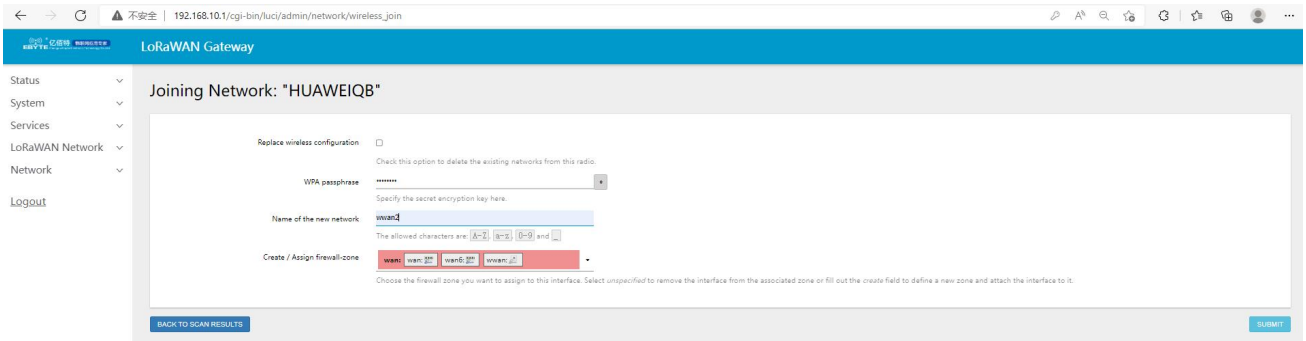 不安全 | 192.168.10.1/cgi-bin/luci/admin/network/wireless_join
EBYTE 亿佰特
LoRaWAN Gateway
Status
System
Services
LoRaWAN Network
Network
Logout
Joining Network: "HUAWEIQB"
Replace wireless configuration
Check this option to delete the existing networks from this radio.
WPA passphrase ••••••••
Specify the secret encryption key here.
Name of the new network wwan2
The allowed characters are: A-Z, a-z, 0-9 and _
Create / Assign firewall-zone wan: wan: wan6: wwan:
Choose the firewall zone you want to assign to this interface. Select unspecified to remove the interface from the associated zone or fill out the create field to define a new zone and attach the interface to it.
BACK TO SCAN RESULTS
SUBMIT